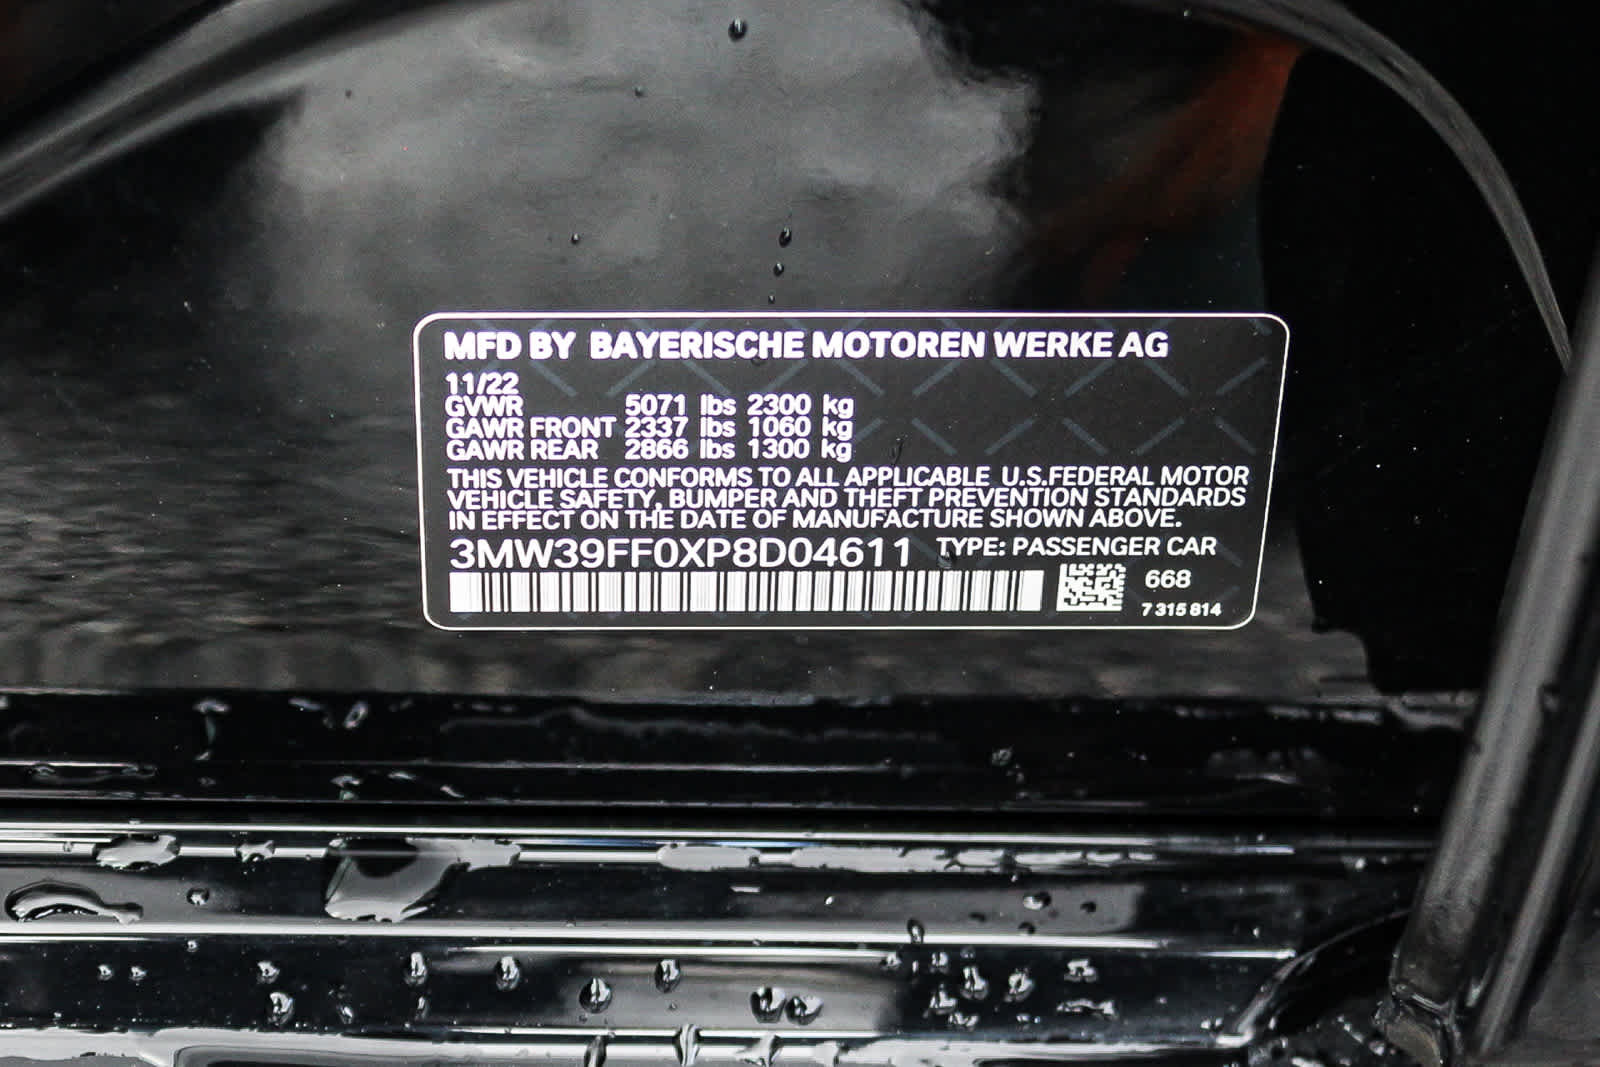 MFD BY BAYERISCHE MOTOREN WERKE AG
11/22
GVWR 5071 lbs 2300 kg
GAWR FRONT 2337 lbs 1060 kg
GAWR REAR 2866 lbs 1300 kg
THIS VEHICLE CONFORMS TO ALL APPLICABLE U.S.FEDERAL MOTOR
VEHICLE SAFETY, BUMPER AND THEFT PREVENTION STANDARDS
IN EFFECT ON THE DATE OF MANUFACTURE SHOWN ABOVE.
3MW39FF0XP8D04611 TYPE: PASSENGER CAR
668
7 315 814